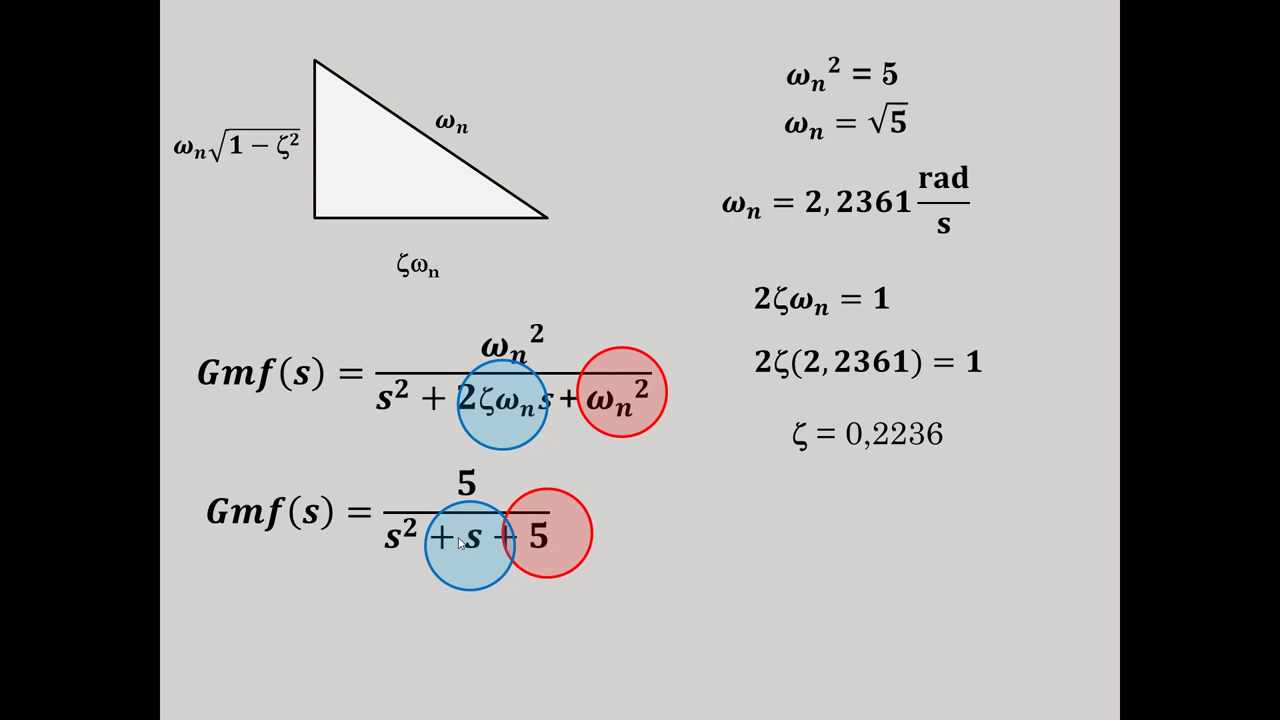 ωₙ√(1 − ζ²)
ωₙ
ζωₙ
Gmf(s) = ωₙ² / (s² + 2ζωₙs + ωₙ²)
Gmf(s) = 5 / (s² + s + 5)
ωₙ² = 5
ωₙ = √5
ωₙ = 2,2361 rad/s
2ζωₙ = 1
2ζ(2,2361) = 1
ζ = 0,2236